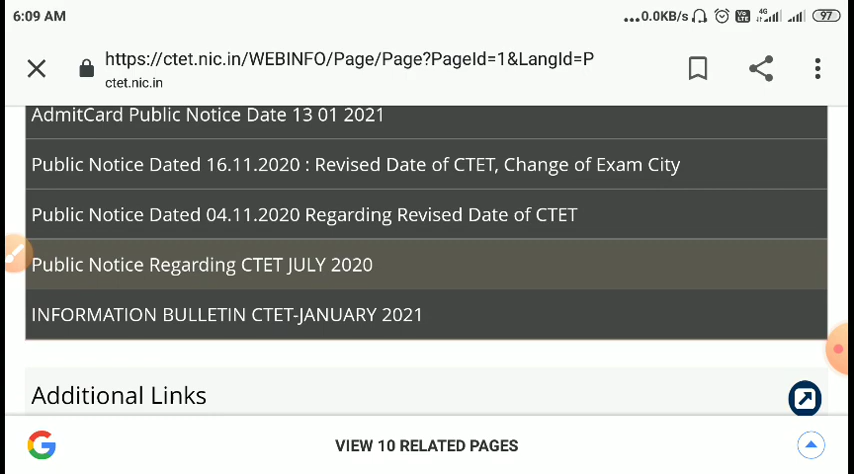 6:09 AM
...0.0KB/s
Vo LTE
4G
97
https://ctet.nic.in/WEBINFO/Page/Page?PageId=1&LangId=P
ctet.nic.in
AdmitCard Public Notice Date 13 01 2021
Public Notice Dated 16.11.2020 : Revised Date of CTET, Change of Exam City
Public Notice Dated 04.11.2020 Regarding Revised Date of CTET
Public Notice Regarding CTET JULY 2020
INFORMATION BULLETIN CTET-JANUARY 2021
Additional Links
G
VIEW 10 RELATED PAGES